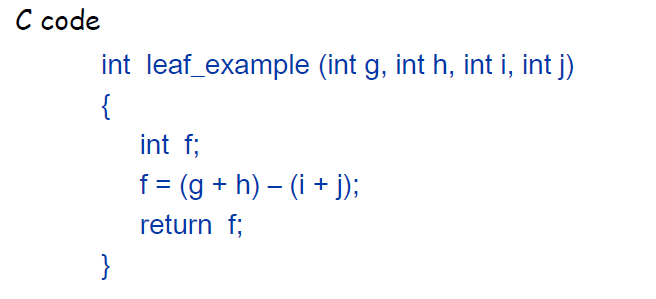 C code
int leaf_example (int g, int h, int i, int j)
{
int f;
f = (g + h) – (i + j);
return f;
}